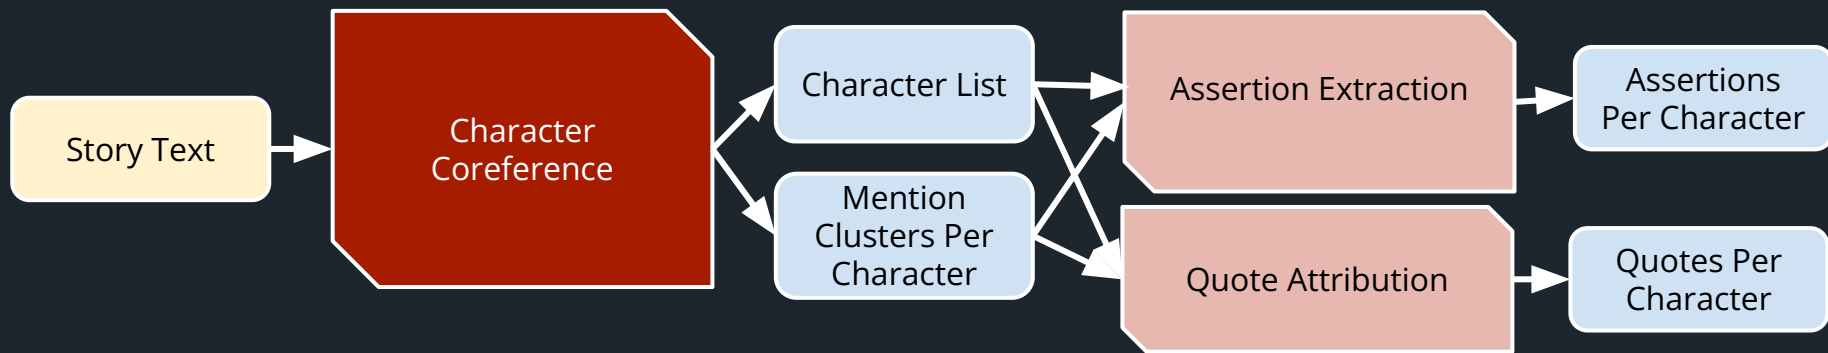 Story Text
Character
Coreference
Character List
Mention
Clusters Per
Character
Assertion Extraction
Quote Attribution
Assertions
Per Character
Quotes Per
Character